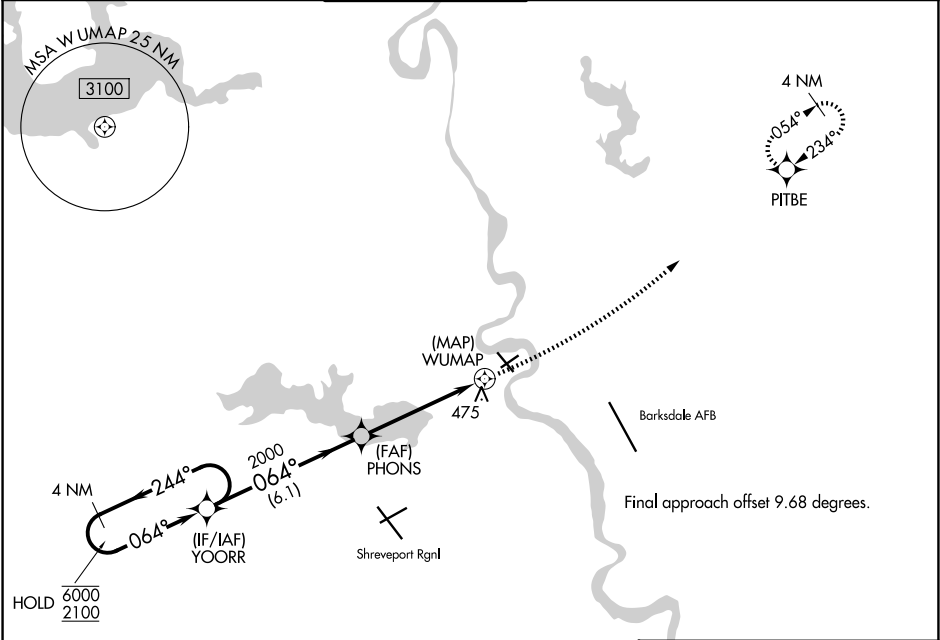 MSA WUMAP 25 NM
3100
4 NM
054°
234°
PITBE
(MAP)
WUMAP
475
Barksdale AFB
(FAF)
PHONS
2000
064°
(6.1)
4 NM
244°
064°
(IF/IAF)
YOORR
Shreveport Rgnl
Final approach offset 9.68 degrees.
HOLD 6000
2100